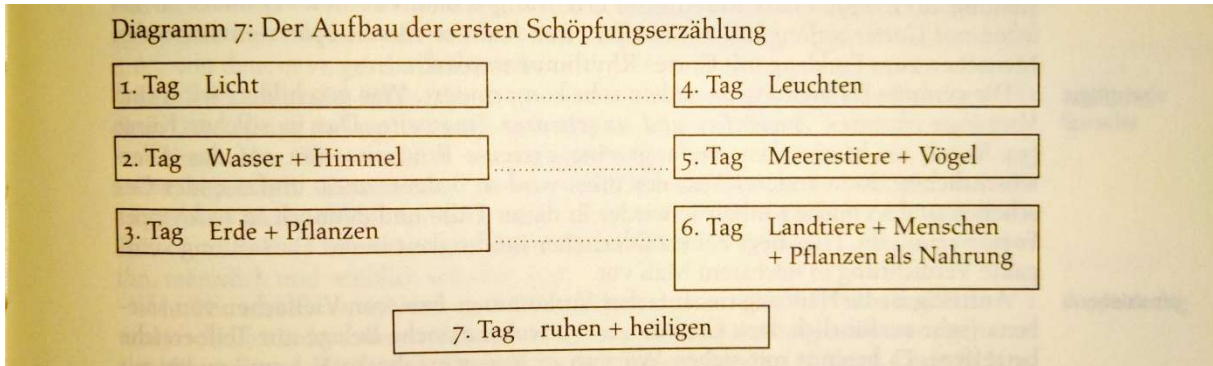 Diagramm 7: Der Aufbau der ersten Schöpfungserzählung
1. Tag Licht
4. Tag Leuchten
2. Tag Wasser + Himmel
5. Tag Meerestiere + Vögel
3. Tag Erde + Pflanzen
6. Tag Landtiere + Menschen
+ Pflanzen als Nahrung
7. Tag ruhen + heiligen